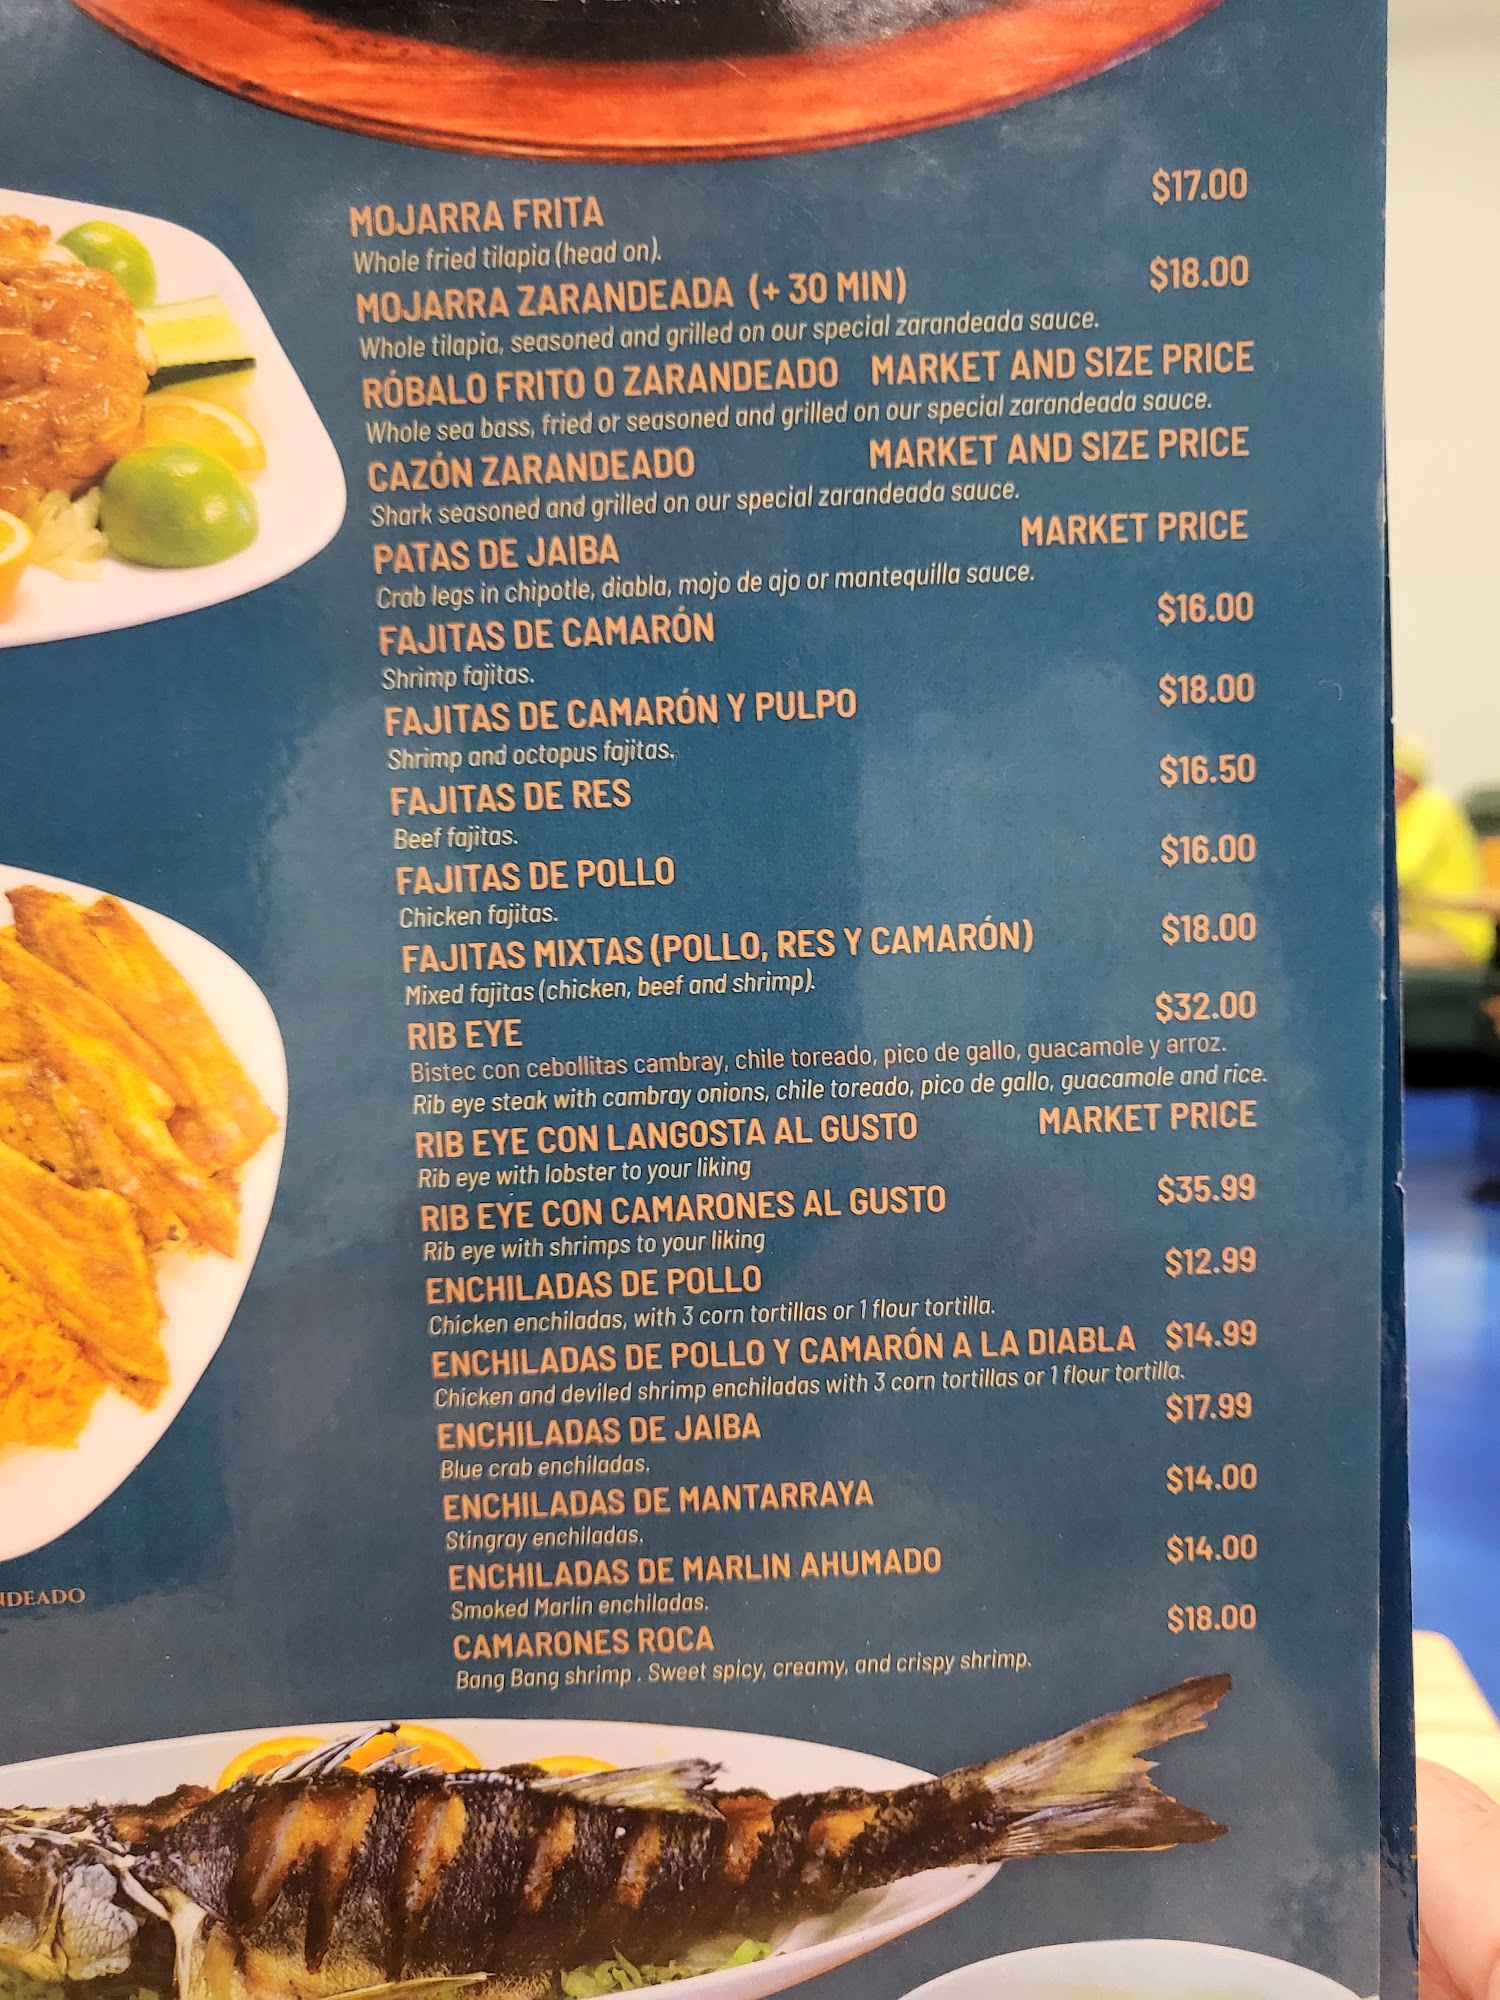 MOJARRA FRITA $17.00
Whole fried tilapia (head on).
MOJARRA ZARANDEADA (+ 30 MIN) $18.00
Whole tilapia, seasoned and grilled on our special zarandeada sauce.
RÓBALO FRITO O ZARANDEADO MARKET AND SIZE PRICE
Whole sea bass, fried or seasoned and grilled on our special zarandeada sauce.
CAZÓN ZARANDEADO MARKET AND SIZE PRICE
Shark seasoned and grilled on our special zarandeada sauce.
PATAS DE JAIBA MARKET PRICE
Crab legs in chipotle, diabla, mojo de ajo or mantequilla sauce.
FAJITAS DE CAMARÓN $16.00
Shrimp fajitas.
FAJITAS DE CAMARÓN Y PULPO $18.00
Shrimp and octopus fajitas.
FAJITAS DE RES $16.50
Beef fajitas.
FAJITAS DE POLLO $16.00
Chicken fajitas.
FAJITAS MIXTAS (POLLO, RES Y CAMARÓN) $18.00
Mixed fajitas (chicken, beef and shrimp).
RIB EYE $32.00
Bistec con cebollitas cambray, chile toreado, pico de gallo, guacamole y arroz.
Rib eye steak with cambray onions, chile toreado, pico de gallo, guacamole and rice.
RIB EYE CON LANGOSTA AL GUSTO MARKET PRICE
Rib eye with lobster to your liking
RIB EYE CON CAMARONES AL GUSTO $35.99
Rib eye with shrimps to your liking
ENCHILADAS DE POLLO $12.99
Chicken enchiladas, with 3 corn tortillas or 1 flour tortilla.
ENCHILADAS DE POLLO Y CAMARÓN A LA DIABLA $14.99
Chicken and deviled shrimp enchiladas with 3 corn tortillas or 1 flour tortilla.
ENCHILADAS DE JAIBA $17.99
Blue crab enchiladas.
ENCHILADAS DE MANTARRAYA $14.00
Stingray enchiladas.
ENCHILADAS DE MARLIN AHUMADO $14.00
Smoked Marlin enchiladas.
CAMARONES ROCA $18.00
Bang Bang shrimp . Sweet spicy, creamy, and crispy shrimp.
NDEADO